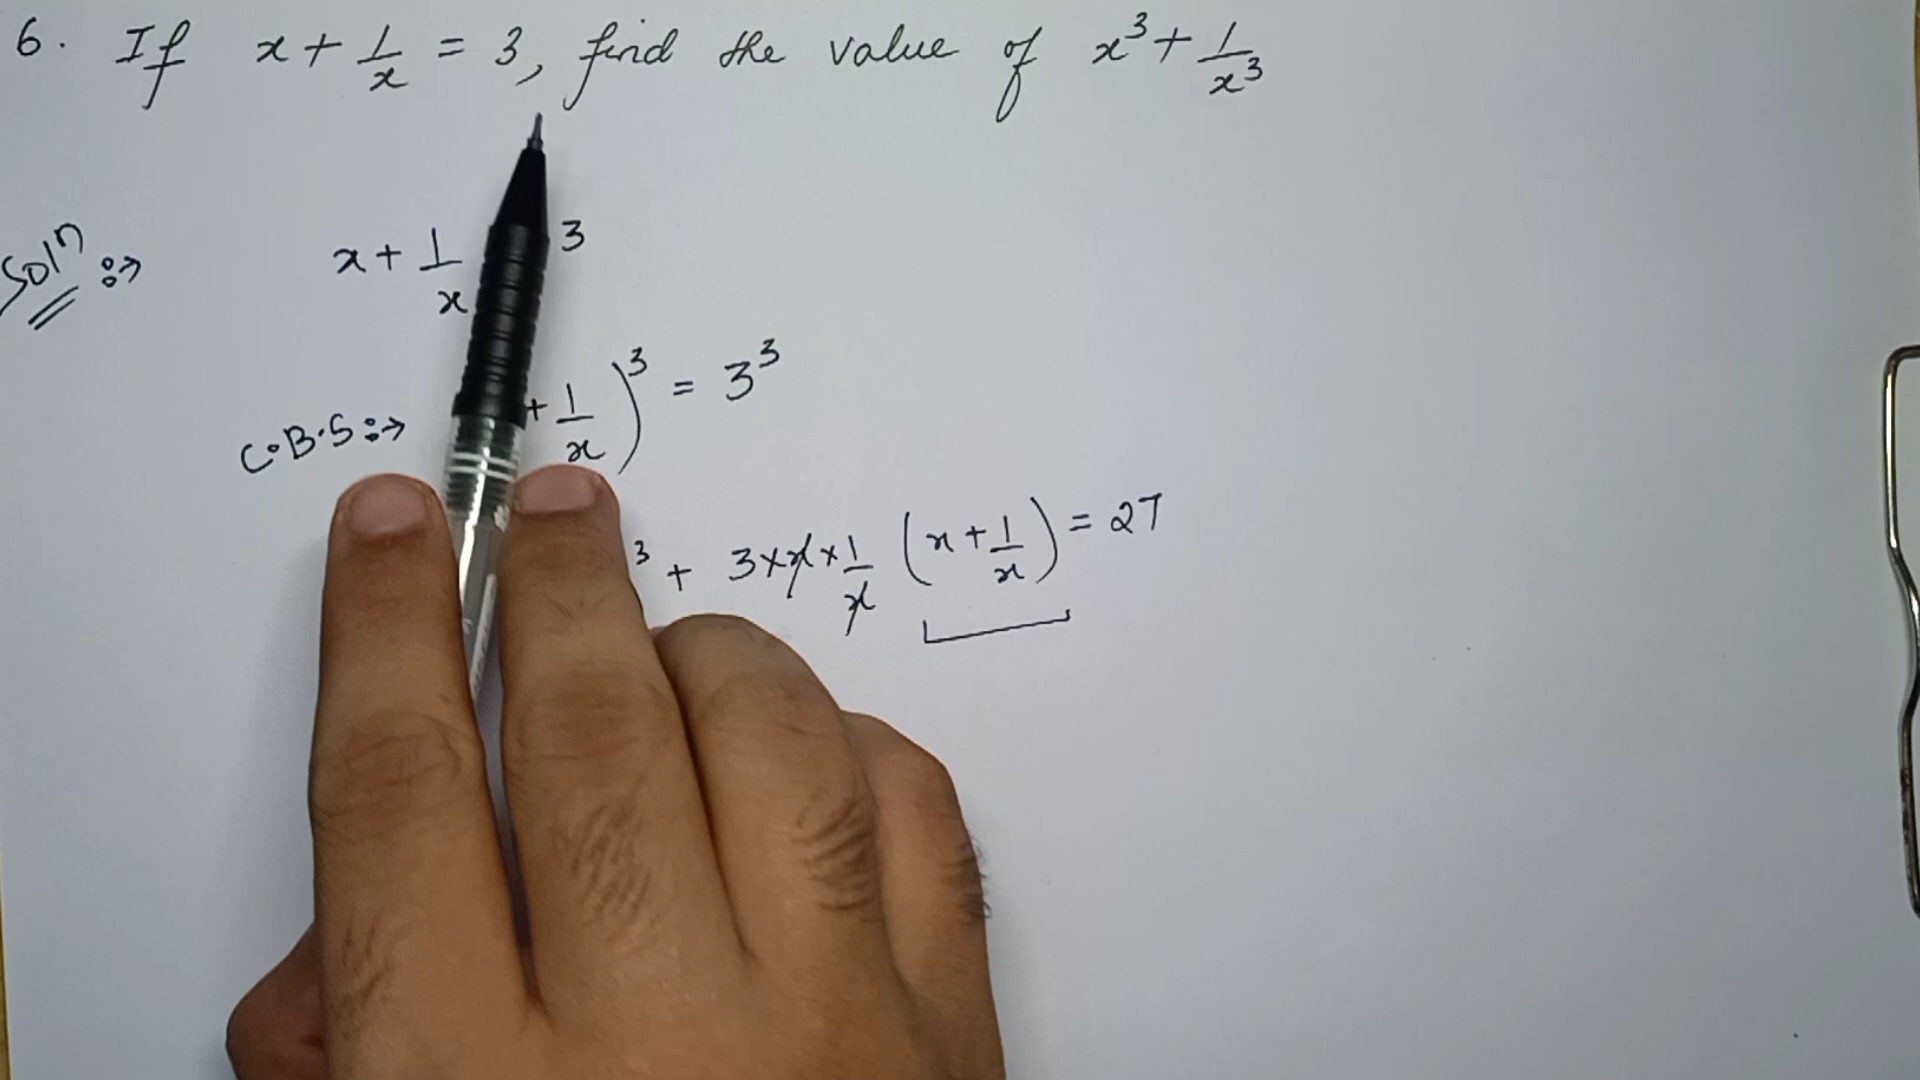 6. If x + 1/x = 3, find the value of x³ + 1/x³
Solⁿ :→ x + 1/x 3
C.B.S :→ + 1/x )³ = 3³
³ + 3 × x × 1/x (x + 1/x) = 27